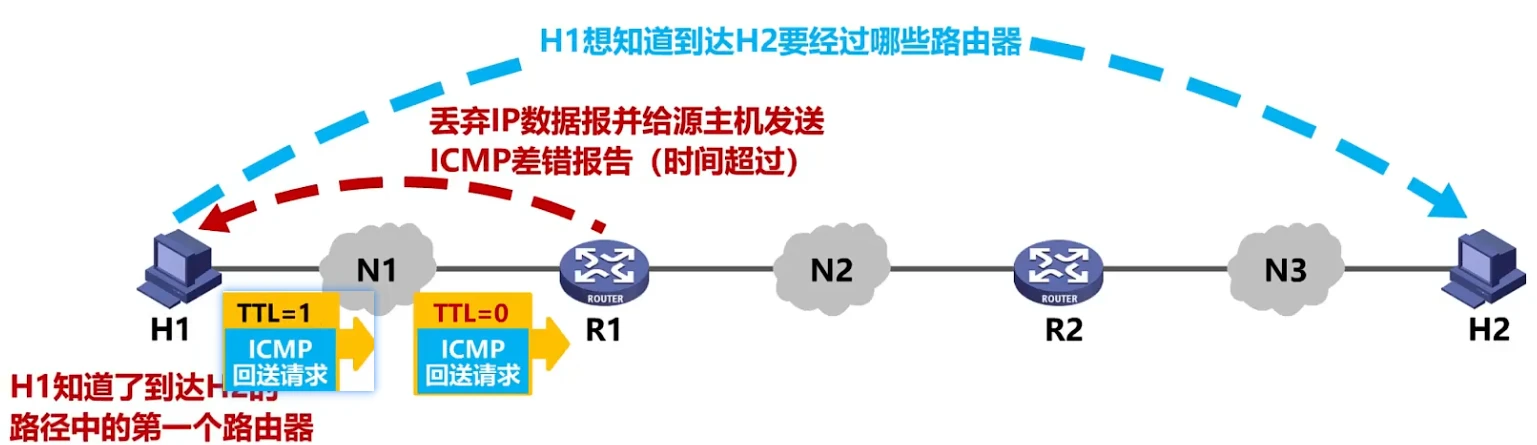 H1想知道到达H2要经过哪些路由器
丢弃IP数据报并给源主机发送
ICMP差错报告（时间超过）
N1
N2
N3
ROUTER
ROUTER
H1
R1
R2
H2
TTL=1
ICMP
回送请求
TTL=0
ICMP
回送请求
H1知道了到达H2的
路径中的第一个路由器